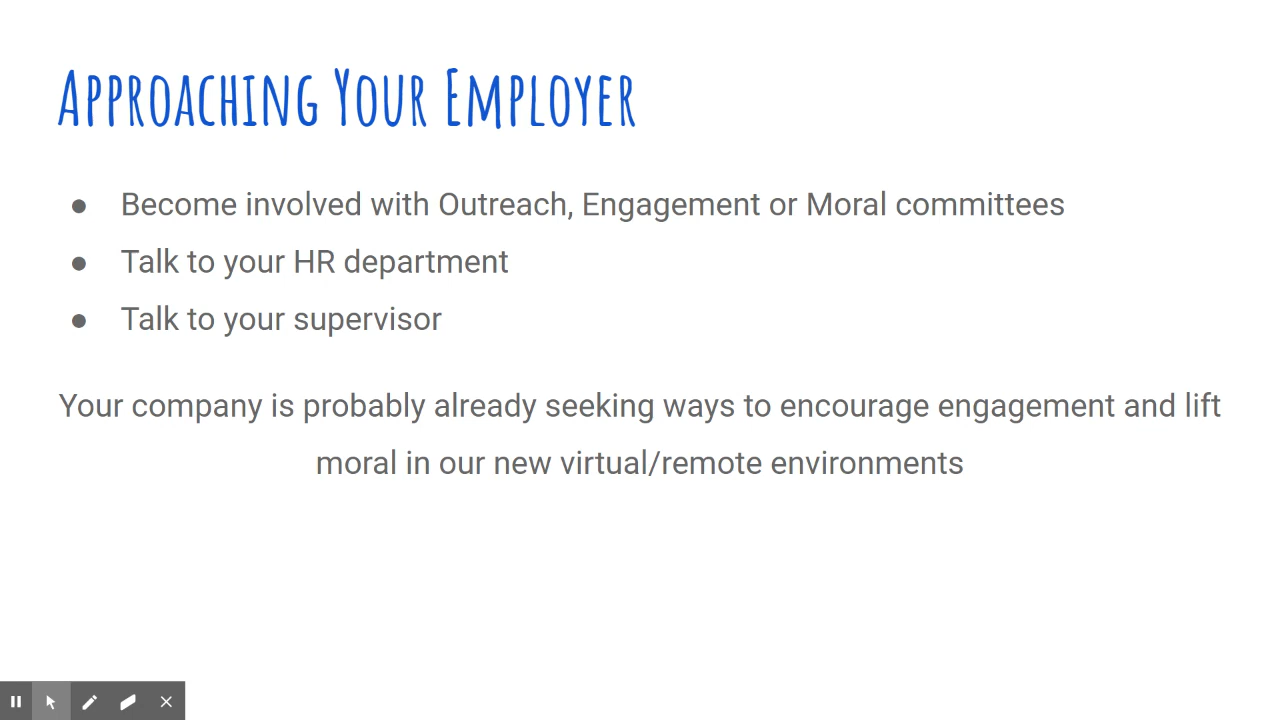 Approaching Your Employer
● Become involved with Outreach, Engagement or Moral committees
● Talk to your HR department
● Talk to your supervisor
Your company is probably already seeking ways to encourage engagement and lift
moral in our new virtual/remote environments